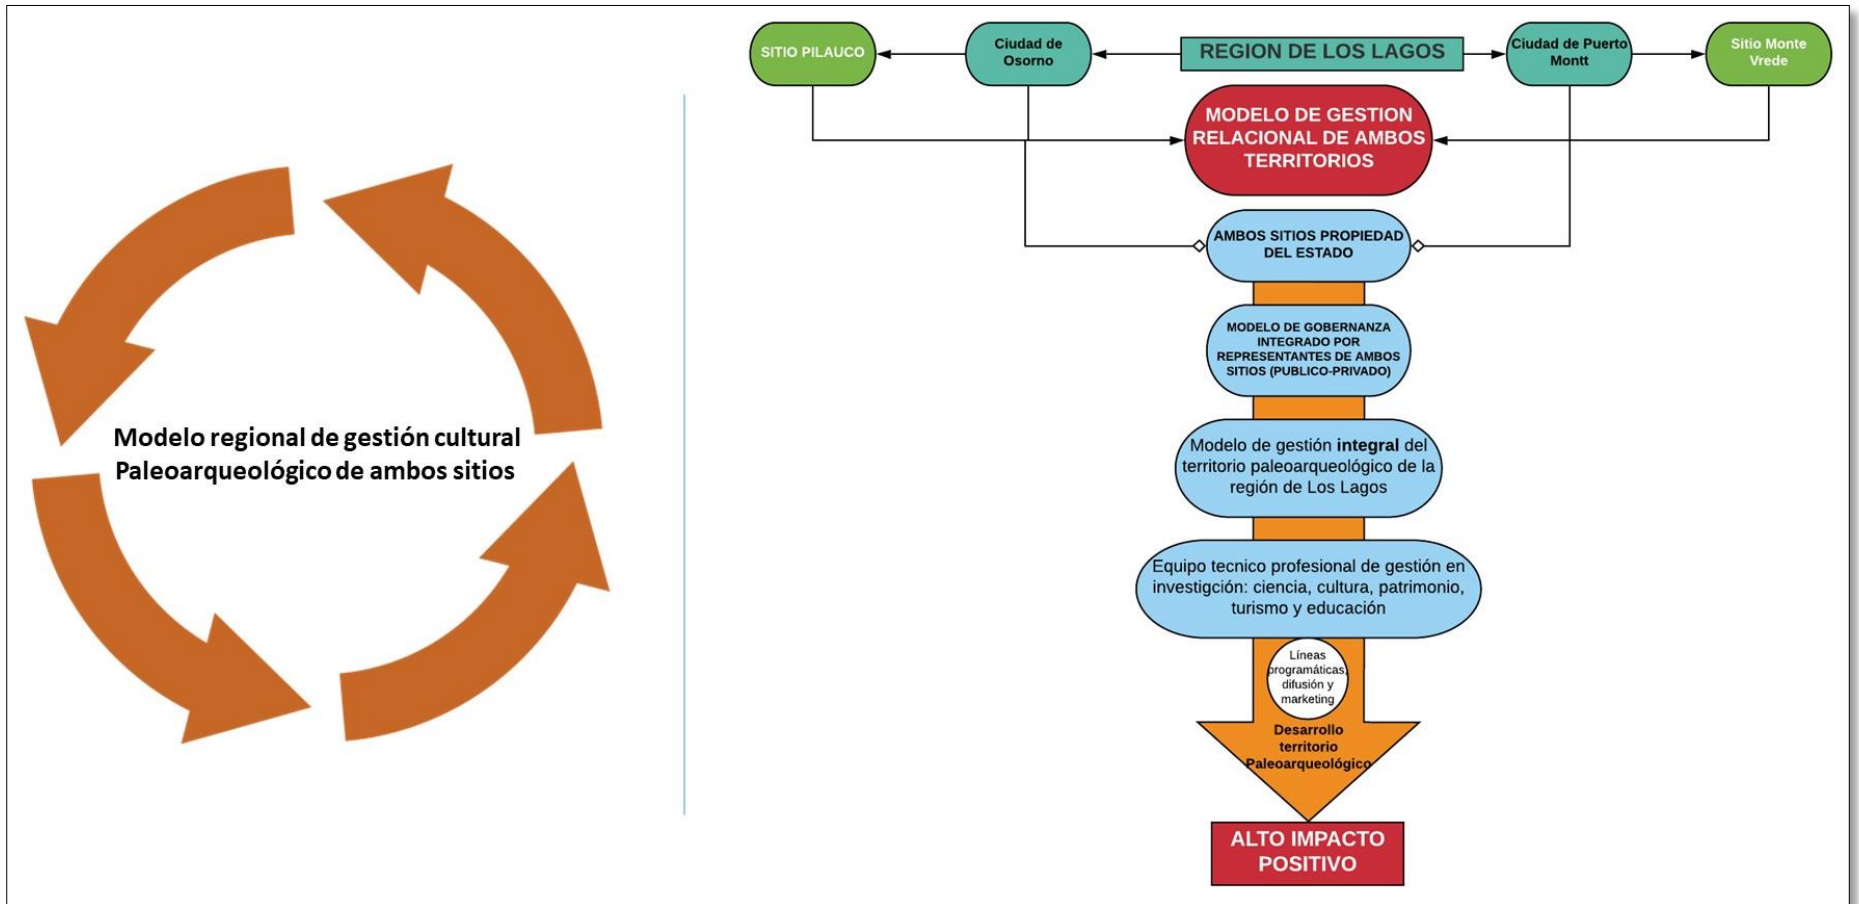 Modelo regional de gestión cultural
Paleoarqueológico de ambos sitios
SITIO PILAUCO
Ciudad de
Osorno
REGION DE LOS LAGOS
Ciudad de Puerto
Montt
Sitio Monte
Vrede
MODELO DE GESTION
RELACIONAL DE AMBOS
TERRITORIOS
AMBOS SITIOS PROPIEDAD
DEL ESTADO
MODELO DE GOBERNANZA
INTEGRADO POR
REPRESENTANTES DE AMBOS
SITIOS (PUBLICO-PRIVADO)
Modelo de gestión integral del
territorio paleoarqueológico de la
región de Los Lagos
Equipo tecnico profesional de gestión en
investigción: ciencia, cultura, patrimonio,
turismo y educación
Líneas
programáticas,
difusión y
marketing
Desarrollo
territorio
Paleoarqueológico
ALTO IMPACTO
POSITIVO